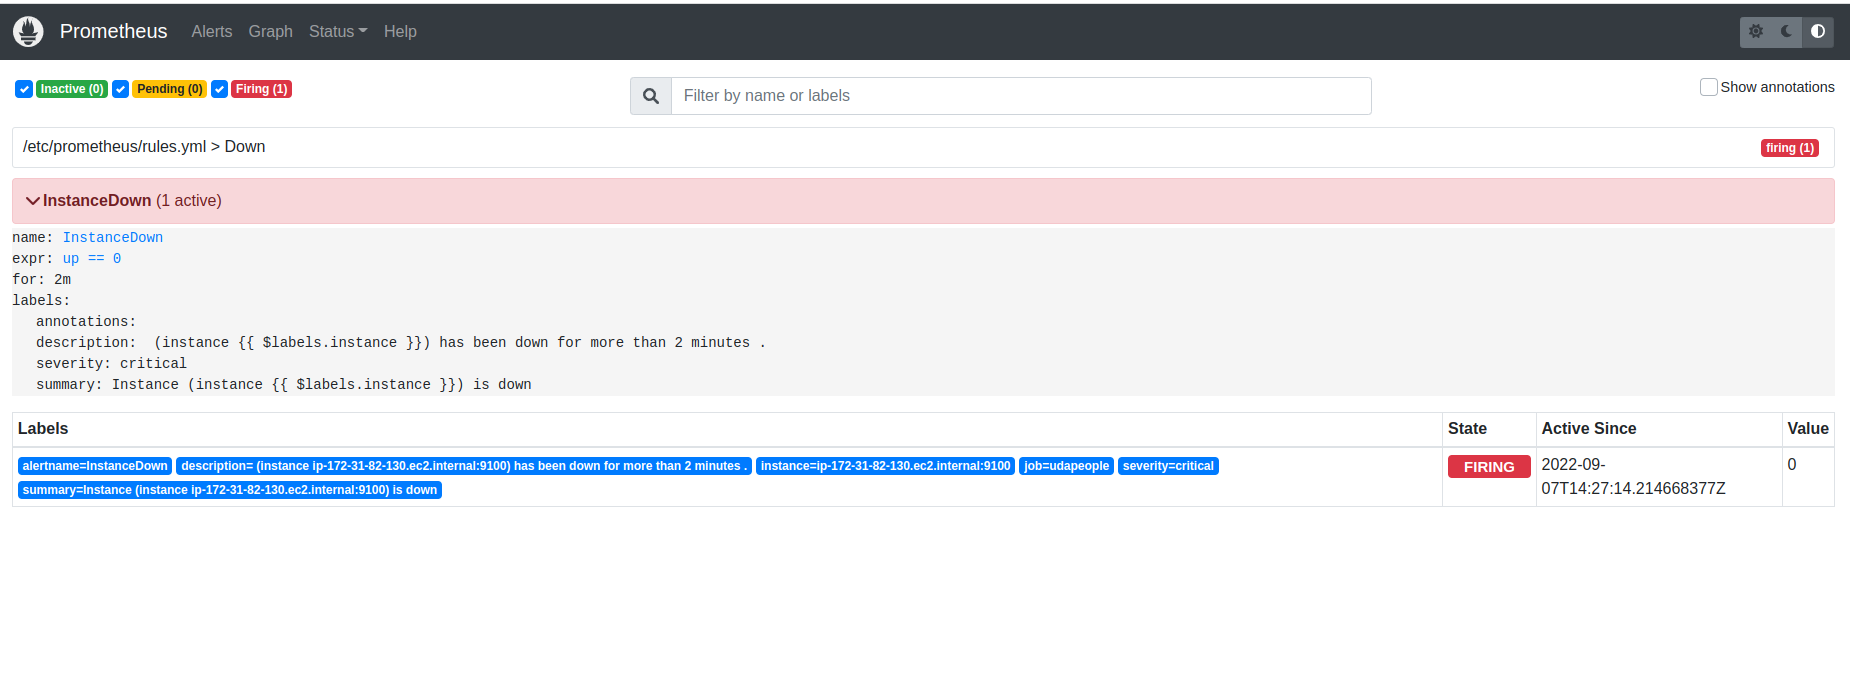 Prometheus Alerts Graph Status Help
Inactive (0) Pending (0) Firing (1) Filter by name or labels Show annotations
/etc/prometheus/rules.yml > Down firing (1)
InstanceDown (1 active)
name: InstanceDown
expr: up == 0
for: 2m
labels:
annotations:
description:  (instance {{ $labels.instance }}) has been down for more than 2 minutes .
severity: critical
summary: Instance (instance {{ $labels.instance }}) is down
Labels State Active Since Value
alertname=InstanceDown description= (instance ip-172-31-82-130.ec2.internal:9100) has been down for more than 2 minutes . instance=ip-172-31-82-130.ec2.internal:9100 job=udapeople severity=critical
summary=Instance (instance ip-172-31-82-130.ec2.internal:9100) is down
FIRING
2022-09-
07T14:27:14.214668377Z
0